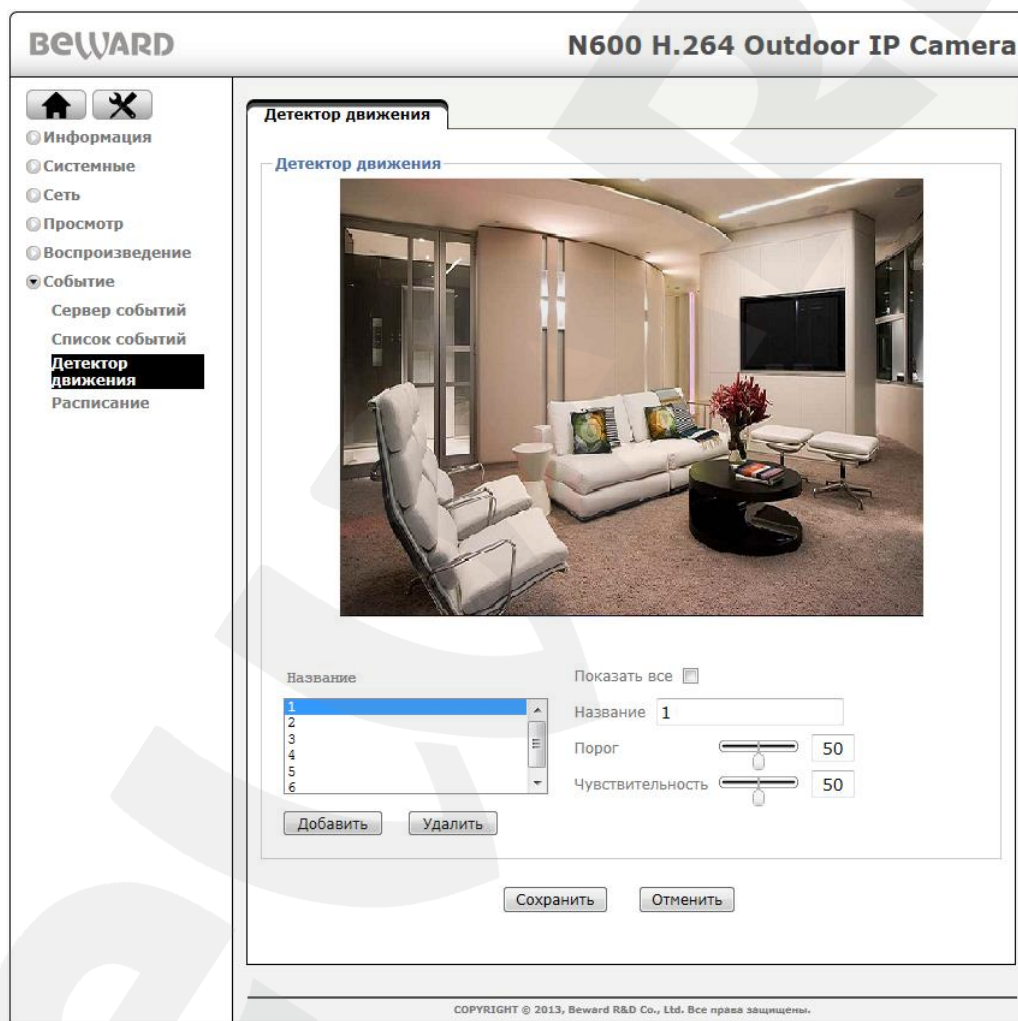 BEWARD
N600 H.264 Outdoor IP Camera
Информация
Системные
Сеть
Просмотр
Воспроизведение
Событие
Сервер событий
Список событий
Детектор
движения
Расписание
Детектор движения
Детектор движения
Название
1
2
3
4
5
6
Добавить
Удалить
Показать все
Название 1
Порог 50
Чувствительность 50
Сохранить
Отменить
COPYRIGHT © 2013, Beward R&D Co., Ltd. Все права защищены.